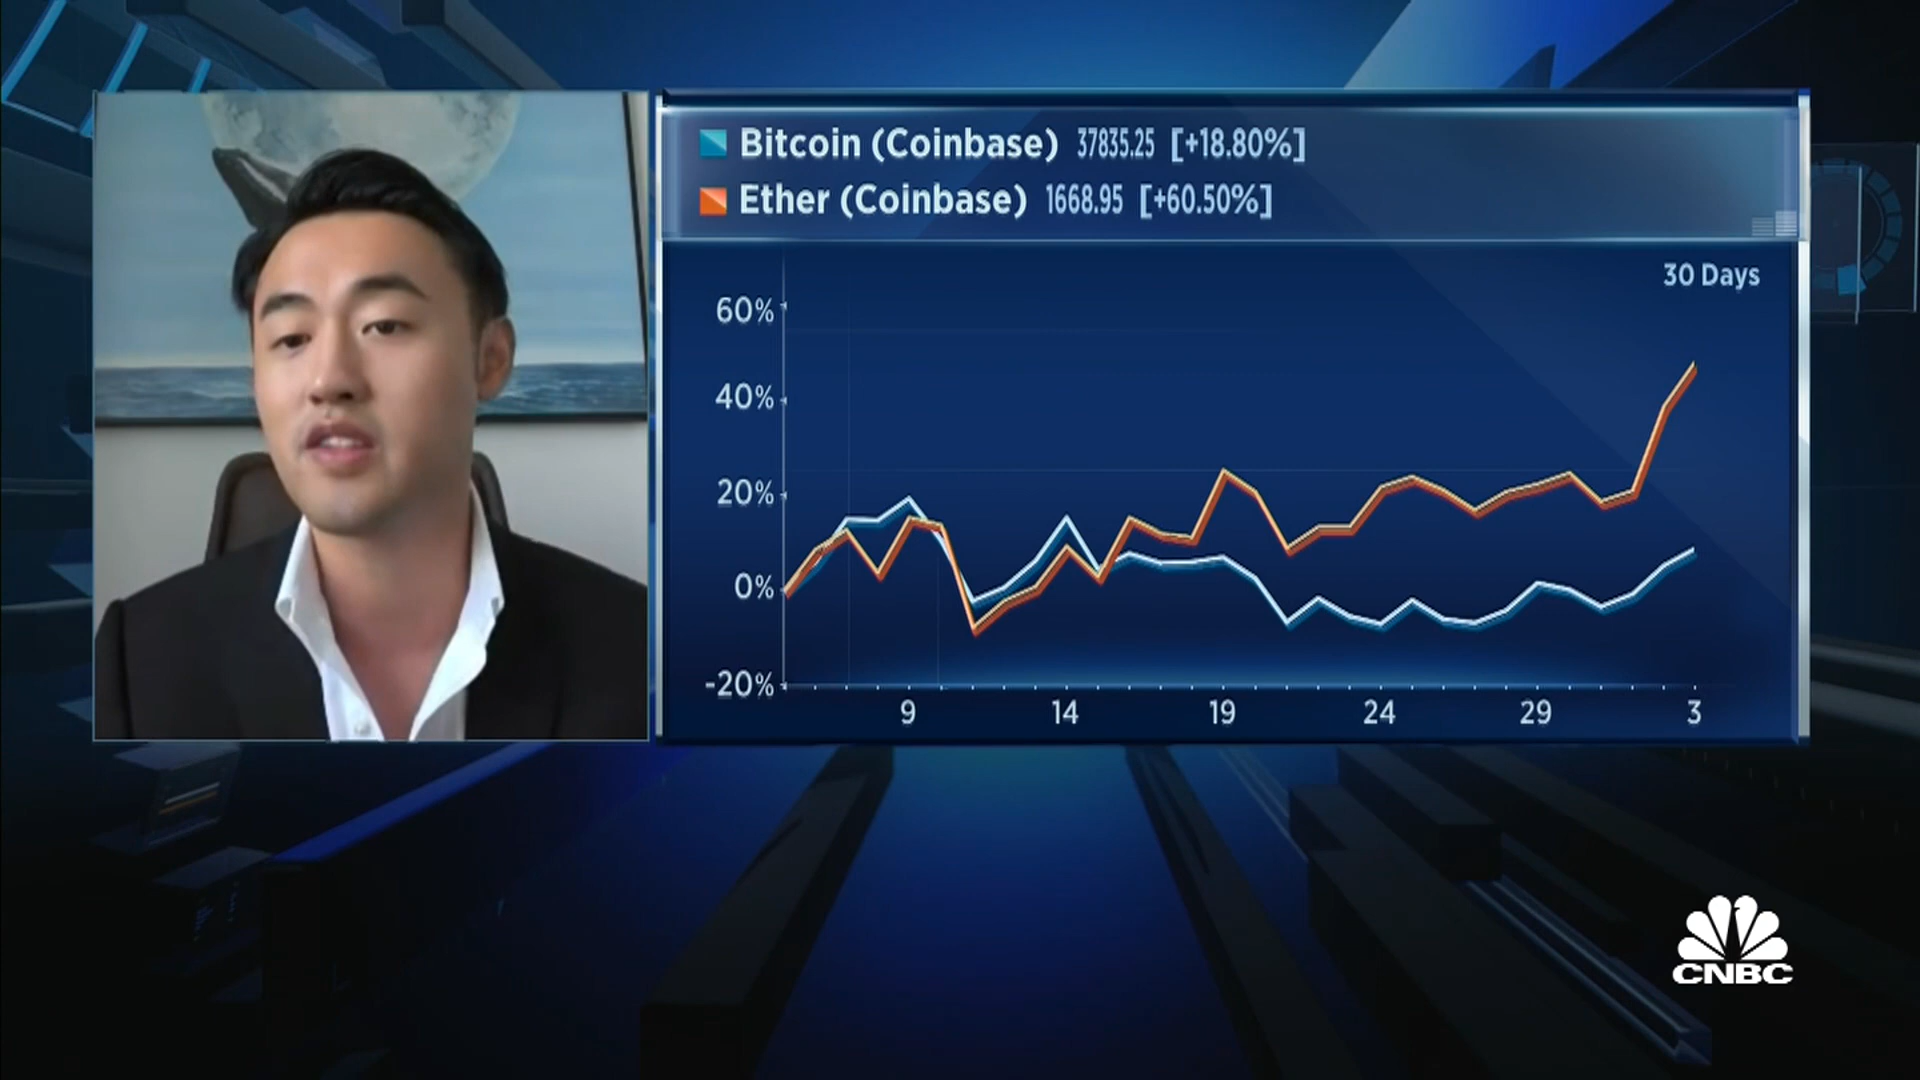 Bitcoin (Coinbase) 37835.25 [+18.80%]
Ether (Coinbase) 1668.95 [+60.50%]
30 Days
60%
40%
20%
0%
-20%
9 14 19 24 29 3
CNBC